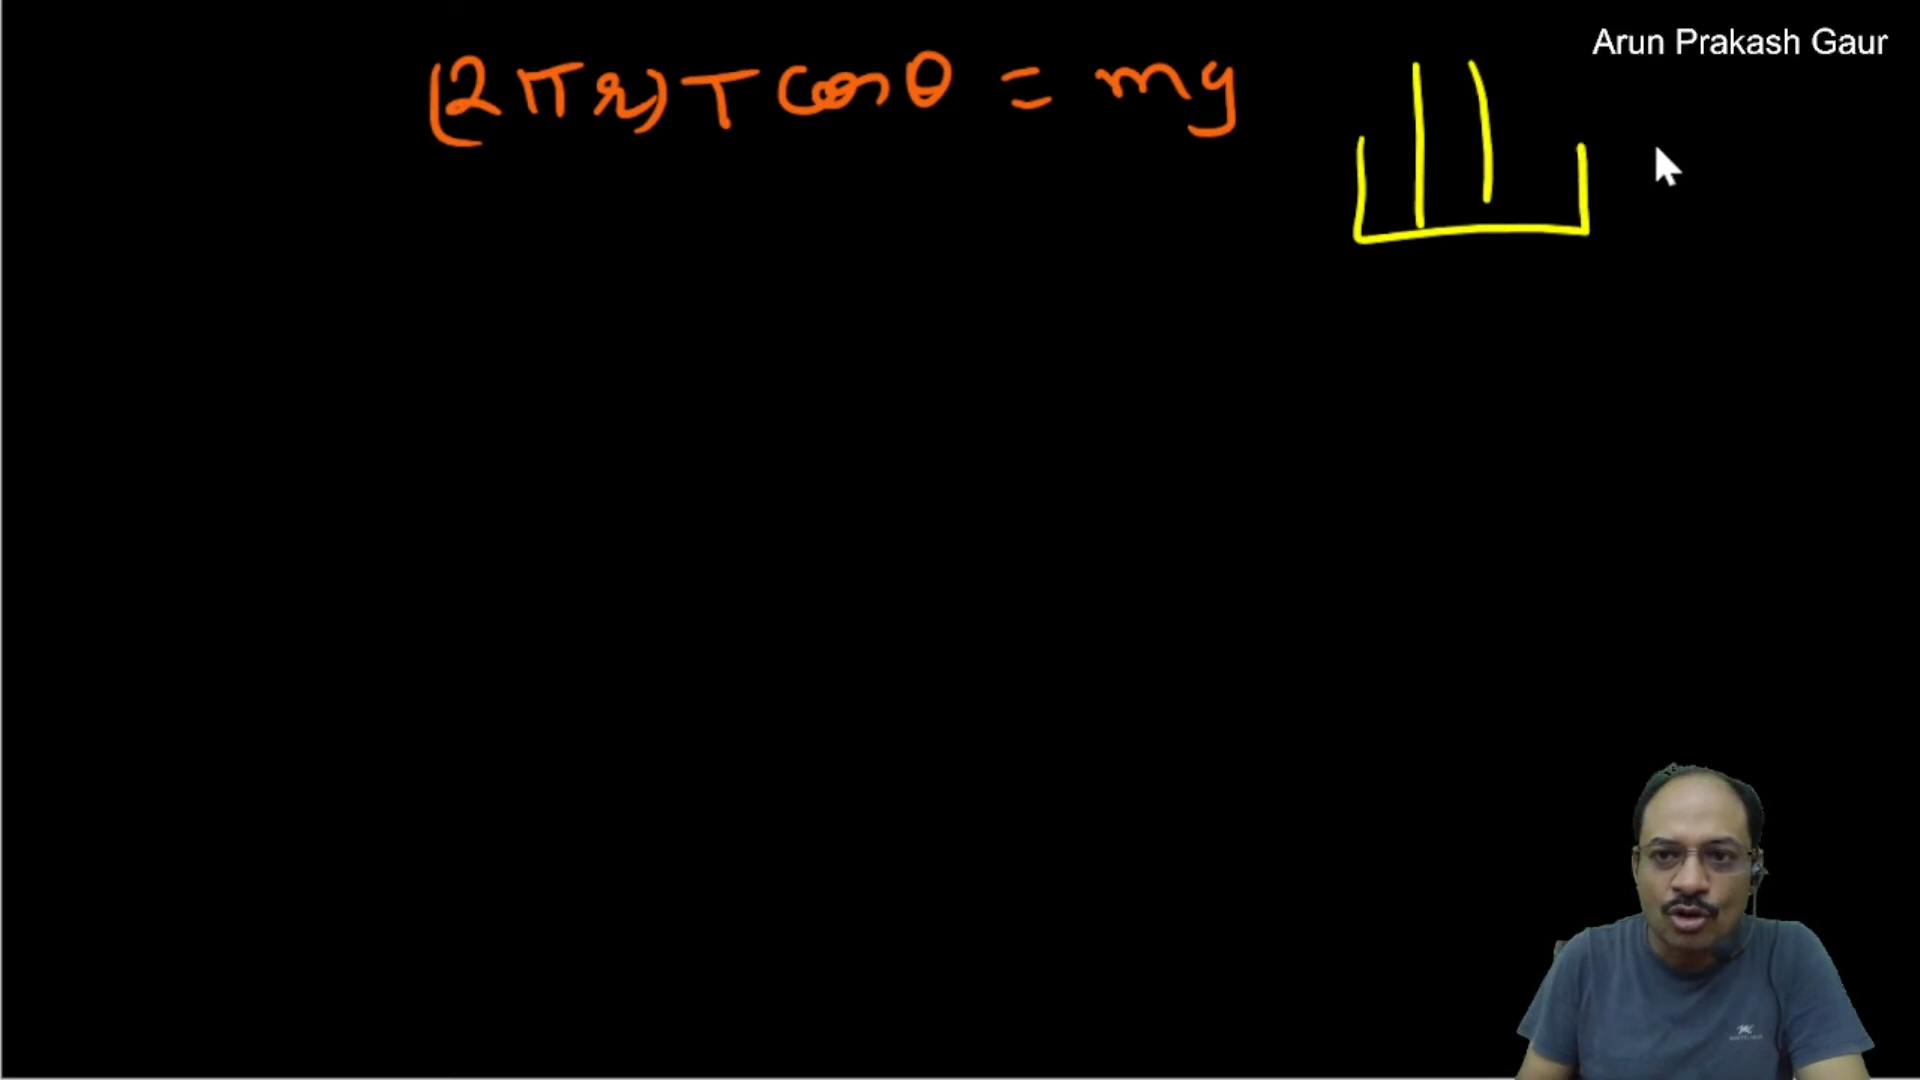 Arun Prakash Gaur
(2πr)T cosθ = mg